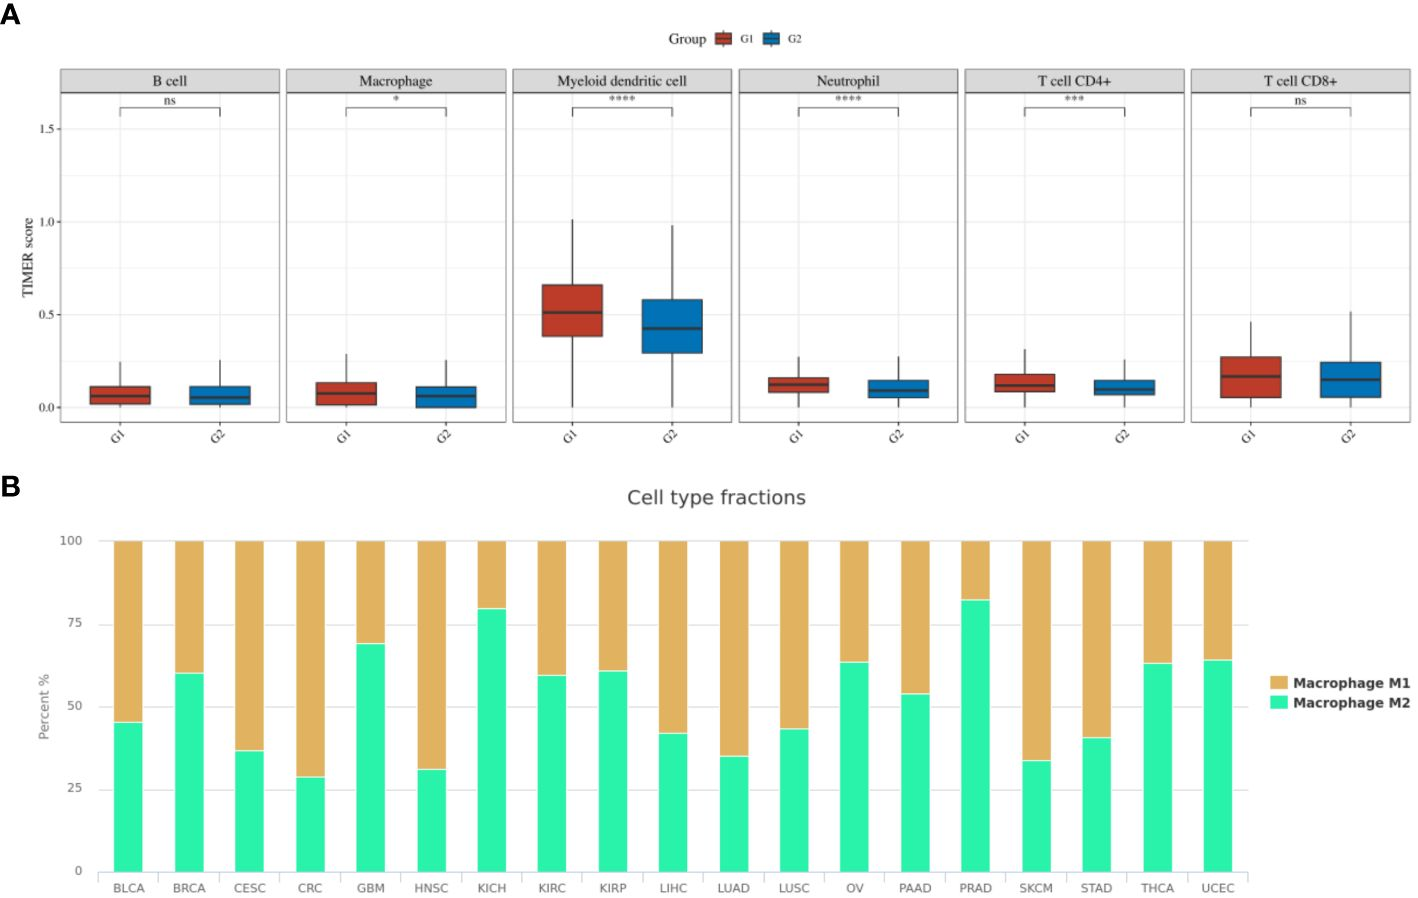 A
Group G1 G2
B cell Macrophage Myeloid dendritic cell Neutrophil T cell CD4+ T cell CD8+
ns * **** **** *** ns
1.5
1.0
0.5
0.0
TIMER score
G1 G2 G1 G2 G1 G2 G1 G2 G1 G2 G1 G2
B
Cell type fractions
100
75
50
25
0
Percent %
Macrophage M1
Macrophage M2
BLCA BRCA CESC CRC GBM HNSC KICH KIRC KIRP LIHC LUAD LUSC OV PAAD PRAD SKCM STAD THCA UCEC